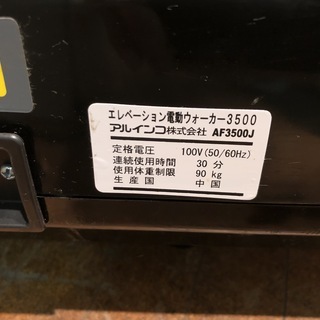 エレベーション電動ウォーカー3500
アルインコ株式会社 AF3500J
定格電圧 100V(50/60Hz)
連続使用時間 30 分
使用体重制限 90 kg
生産国 中国